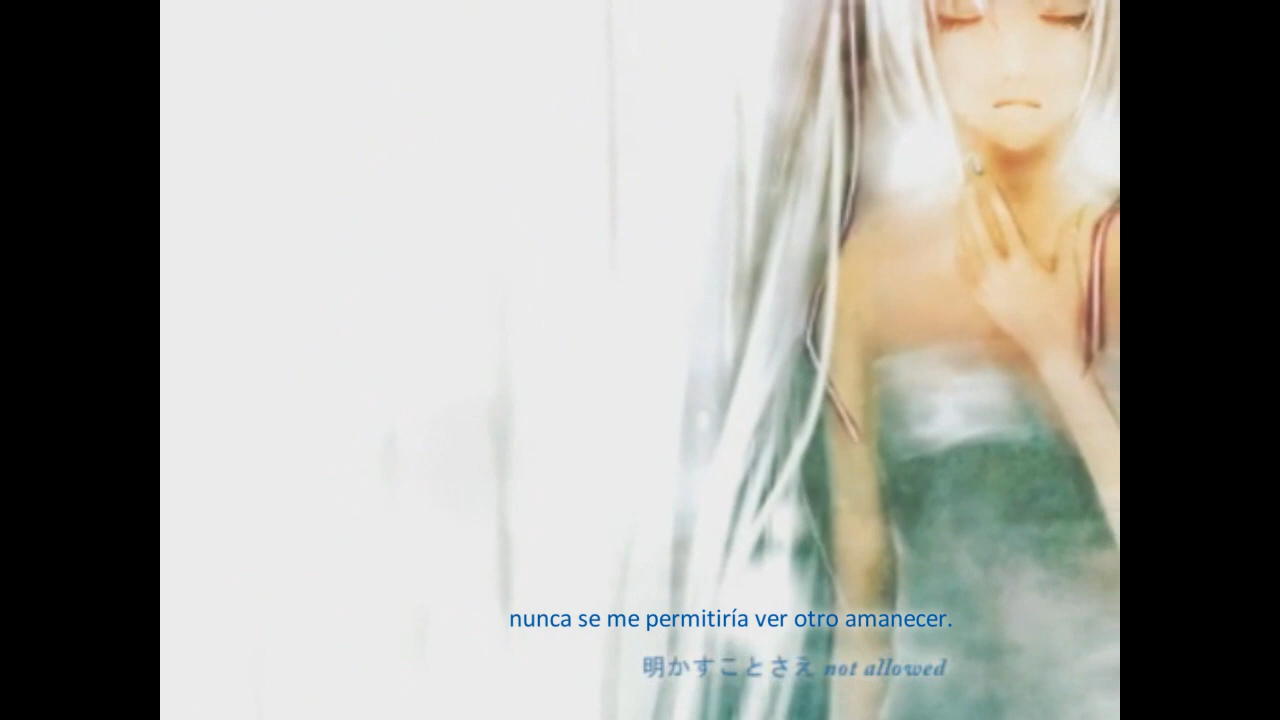 nunca se me permitiría ver otro amanecer.
明かすことさえ not allowed